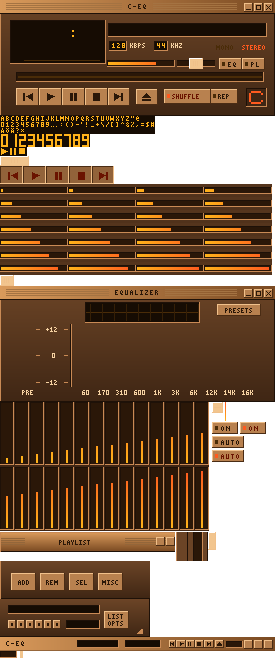 C-EQ
128 KBPS 44 KHZ
STEREO
EQ PL
SHUFFLE REP
C
ABCDEFGHIJKLMNOPQRSTUVWXYZ"@
0 123456789
EQUALIZER
PRESETS
+12
0
-12
PRE 60 170 310 600 1K 3K 6K 12K 14K 16K
ON ON
AUTO
AUTO
PLAYLIST
ADD REM SEL MISC
LIST
OPTS
C-EQ